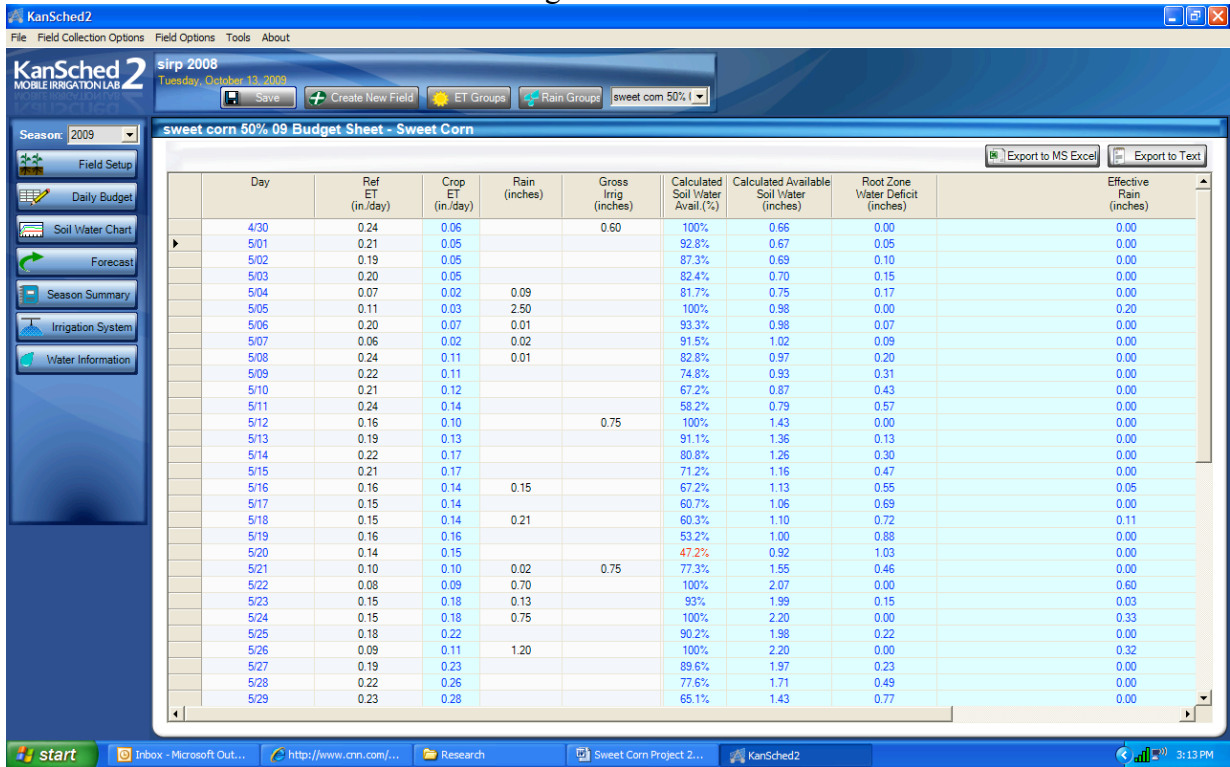 KanSched2
File Field Collection Options Field Options Tools About
KanSched 2
MOBILE IRRIGATION LAB
sirp 2008
Tuesday, October 13, 2009
Save Create New Field ET Groups Rain Groups sweet corn 50% (
Season: 2009
Field Setup
Daily Budget
Soil Water Chart
Forecast
Season Summary
Irrigation System
Water Information
sweet corn 50% 09 Budget Sheet - Sweet Corn
Export to MS Excel Export to Text
Day Ref Crop Rain Gross Calculated Calculated Available Root Zone Effective
ET ET (inches) Irrig Soil Water Soil Water Water Deficit Rain
(in./day) (in./day) (inches) Avail.(%) (inches) (inches) (inches)
4/30 0.24 0.06 0.60 100% 0.66 0.00 0.00
5/01 0.21 0.05 92.8% 0.67 0.05 0.00
5/02 0.19 0.05 87.3% 0.69 0.10 0.00
5/03 0.20 0.05 82.4% 0.70 0.15 0.00
5/04 0.07 0.02 0.09 81.7% 0.75 0.17 0.00
5/05 0.11 0.03 2.50 100% 0.98 0.00 0.20
5/06 0.20 0.07 0.01 93.3% 0.98 0.07 0.00
5/07 0.06 0.02 0.02 91.5% 1.02 0.09 0.00
5/08 0.24 0.11 0.01 82.8% 0.97 0.20 0.00
5/09 0.22 0.11 74.8% 0.93 0.31 0.00
5/10 0.21 0.12 67.2% 0.87 0.43 0.00
5/11 0.24 0.14 58.2% 0.79 0.57 0.00
5/12 0.16 0.10 0.75 100% 1.43 0.00 0.00
5/13 0.19 0.13 91.1% 1.36 0.13 0.00
5/14 0.22 0.17 80.8% 1.26 0.30 0.00
5/15 0.21 0.17 71.2% 1.16 0.47 0.00
5/16 0.16 0.14 0.15 67.2% 1.13 0.55 0.05
5/17 0.15 0.14 60.7% 1.06 0.69 0.00
5/18 0.15 0.14 0.21 60.3% 1.10 0.72 0.11
5/19 0.16 0.16 53.2% 1.00 0.88 0.00
5/20 0.14 0.15 47.2% 0.92 1.03 0.00
5/21 0.10 0.10 0.02 0.75 77.3% 1.55 0.46 0.00
5/22 0.08 0.09 0.70 100% 2.07 0.00 0.60
5/23 0.15 0.18 0.13 93% 1.99 0.15 0.03
5/24 0.15 0.18 0.75 100% 2.20 0.00 0.33
5/25 0.18 0.22 90.2% 1.98 0.22 0.00
5/26 0.09 0.11 1.20 100% 2.20 0.00 0.32
5/27 0.19 0.23 89.6% 1.97 0.23 0.00
5/28 0.22 0.26 77.6% 1.71 0.49 0.00
5/29 0.23 0.28 65.1% 1.43 0.77 0.00
start Inbox - Microsoft Out... http://www.cnn.com/... Research Sweet Corn Project 2... KanSched2 3:13 PM